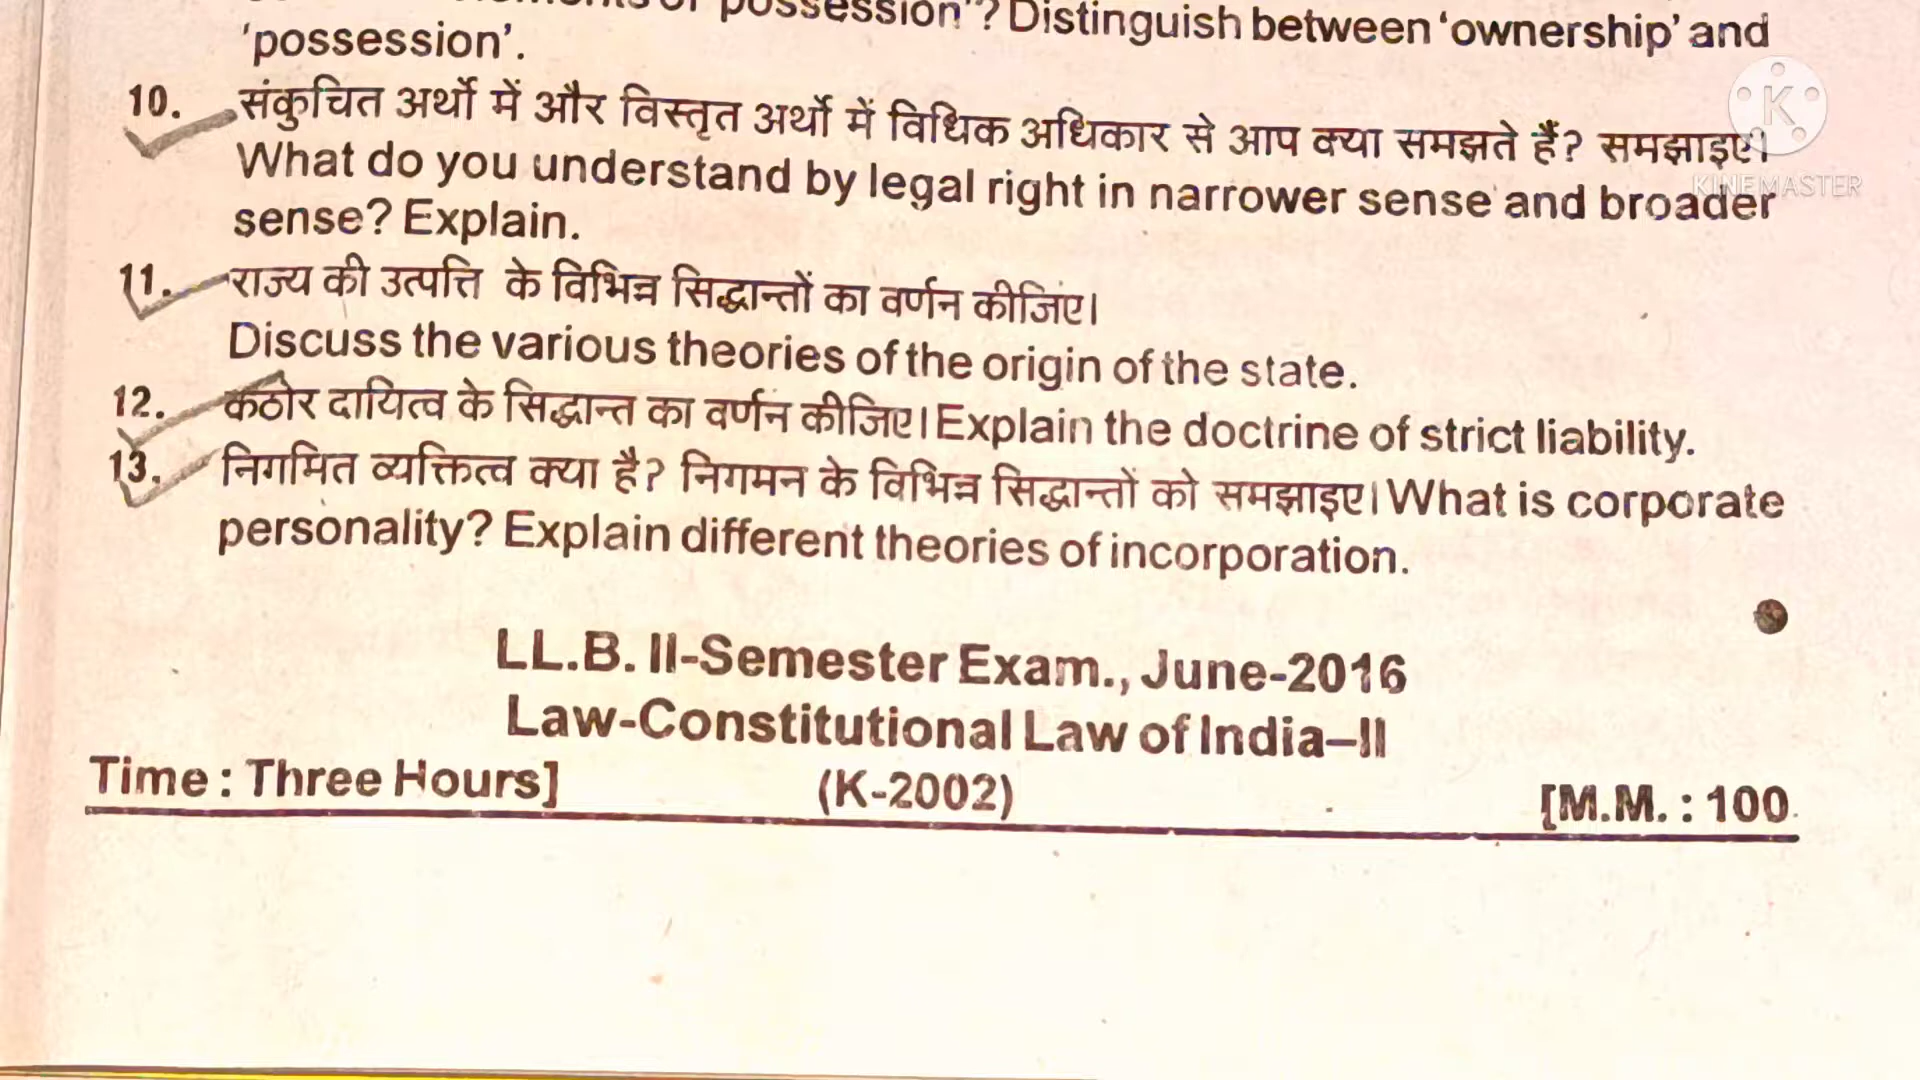 possession'? Distinguish between 'ownership' and
'possession'.
10. संकुचित अर्थो में और विस्तृत अर्थो में विधिक अधिकार से आप क्या समझते हैं? समझाइए।
What do you understand by legal right in narrower sense and broader
KINEMASTER
sense? Explain.
11. राज्य की उत्पत्ति के विभिन्न सिद्धान्तों का वर्णन कीजिए।
Discuss the various theories of the origin of the state.
12. कठोर दायित्व के सिद्धान्त का वर्णन कीजिए। Explain the doctrine of strict liability.
13. निगमित व्यक्तित्व क्या है? निगमन के विभिन्न सिद्धान्तों को समझाइए। What is corporate
personality? Explain different theories of incorporation.
LL.B. II-Semester Exam., June-2016
Law-Constitutional Law of India–II
Time : Three Hours] (K-2002) [M.M. : 100